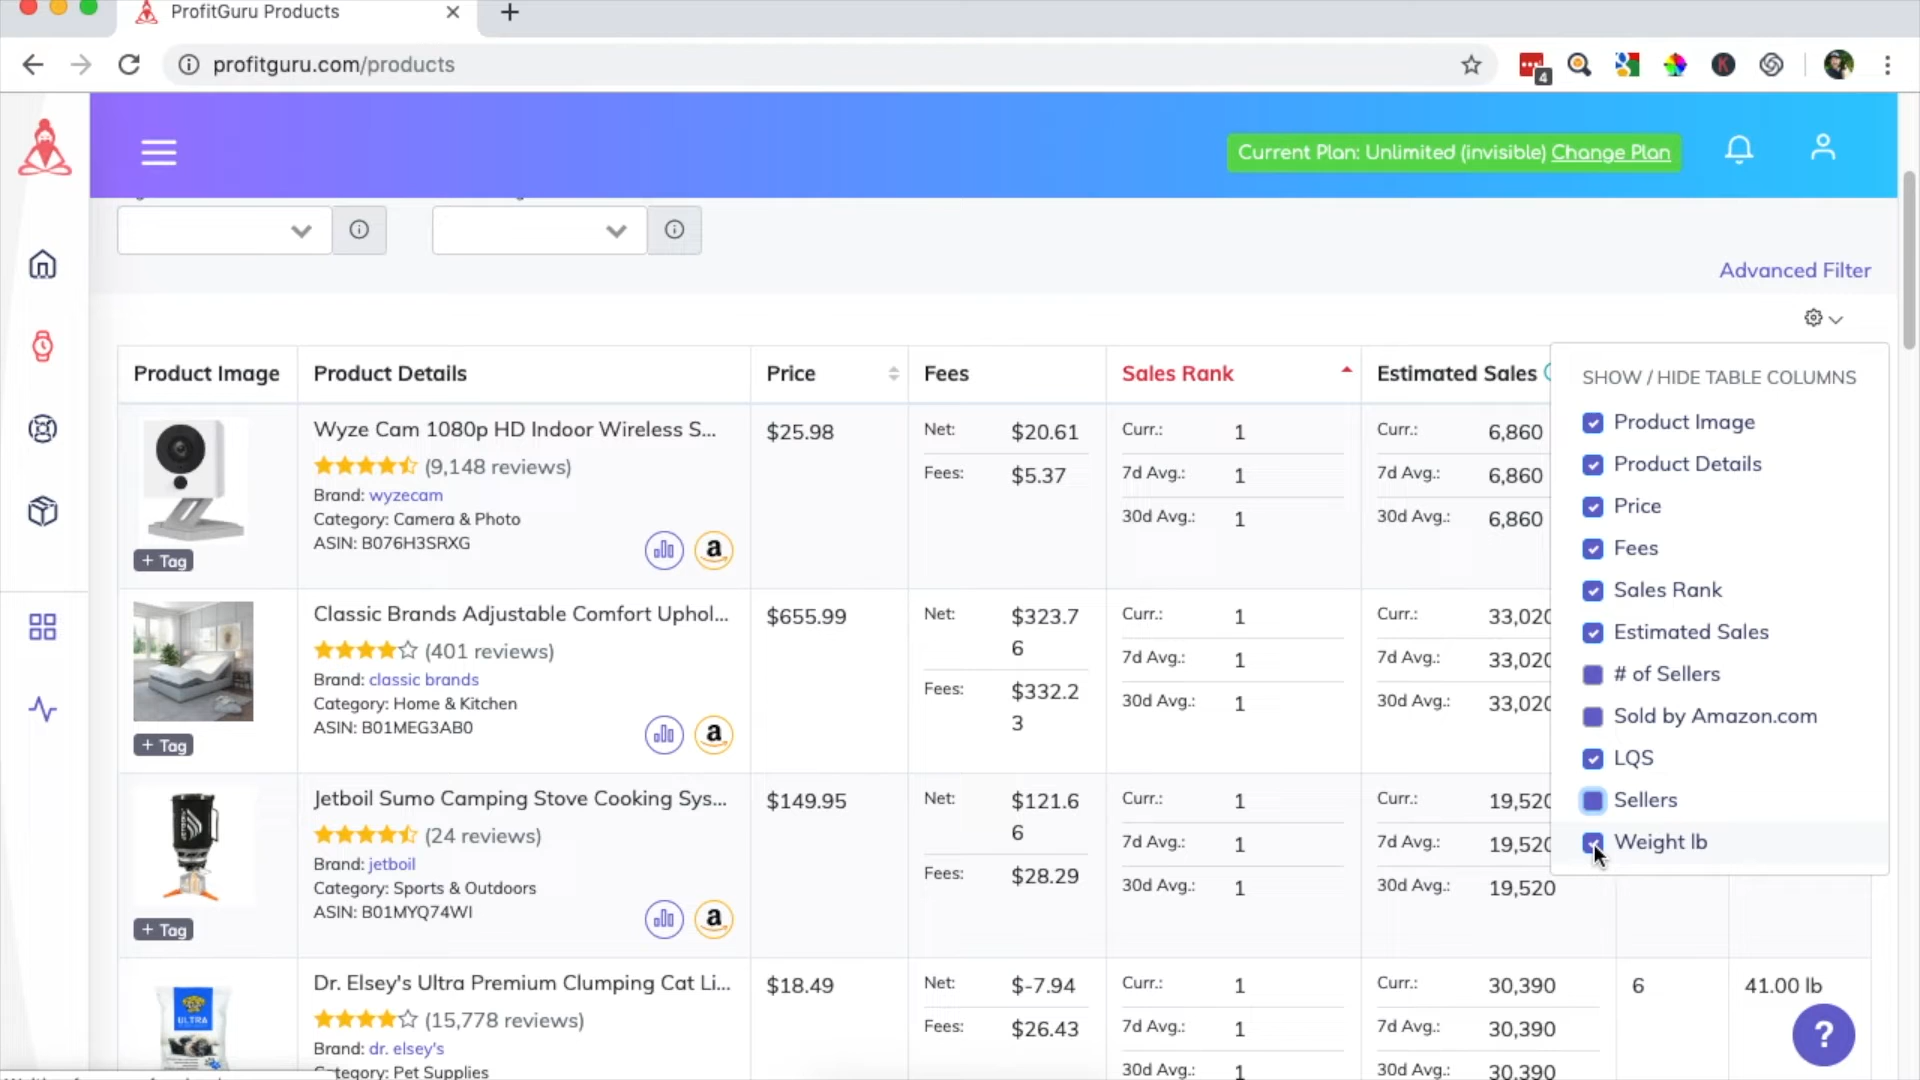 ProfitGuru Products
profitguru.com/products
4
K
Current Plan: Unlimited (invisible) Change Plan
Advanced Filter
Product Image
Product Details
Price
Fees
Sales Rank
Estimated Sales
SHOW / HIDE TABLE COLUMNS
Product Image
Product Details
Price
Fees
Sales Rank
Estimated Sales
# of Sellers
Sold by Amazon.com
LQS
Sellers
Weight lb
Wyze Cam 1080p HD Indoor Wireless S...
(9,148 reviews)
Brand: wyzecam
Category: Camera & Photo
ASIN: B076H3SRXG
+ Tag
a
$25.98
Net: $20.61
Fees: $5.37
Curr.: 1
7d Avg.: 1
30d Avg.: 1
Curr.: 6,860
7d Avg.: 6,860
30d Avg.: 6,860
Classic Brands Adjustable Comfort Uphol...
(401 reviews)
Brand: classic brands
Category: Home & Kitchen
ASIN: B01MEG3AB0
+ Tag
a
$655.99
Net: $323.7
6
Fees: $332.2
3
Curr.: 1
7d Avg.: 1
30d Avg.: 1
Curr.: 33,020
7d Avg.: 33,020
30d Avg.: 33,020
Jetboil Sumo Camping Stove Cooking Sys...
(24 reviews)
Brand: jetboil
Category: Sports & Outdoors
ASIN: B01MYQ74WI
+ Tag
a
$149.95
Net: $121.6
6
Fees: $28.29
Curr.: 1
7d Avg.: 1
30d Avg.: 1
Curr.: 19,520
7d Avg.: 19,520
30d Avg.: 19,520
Dr. Elsey's Ultra Premium Clumping Cat Li...
(15,778 reviews)
Brand: dr. elsey's
Category: Pet Supplies
ULTRA
$18.49
Net: $-7.94
Fees: $26.43
Curr.: 1
7d Avg.: 1
30d Avg.: 1
Curr.: 30,390
7d Avg.: 30,390
30d Avg.: 30,390
6
41.00 lb
?